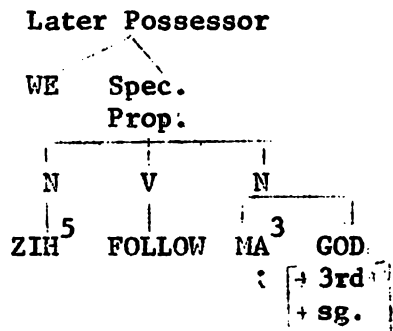 Later Possessor
WE Spec.
Prop.
N V N
ZIH5 FOLLOW MA3 GOD
[+ 3rd
+ sg.]